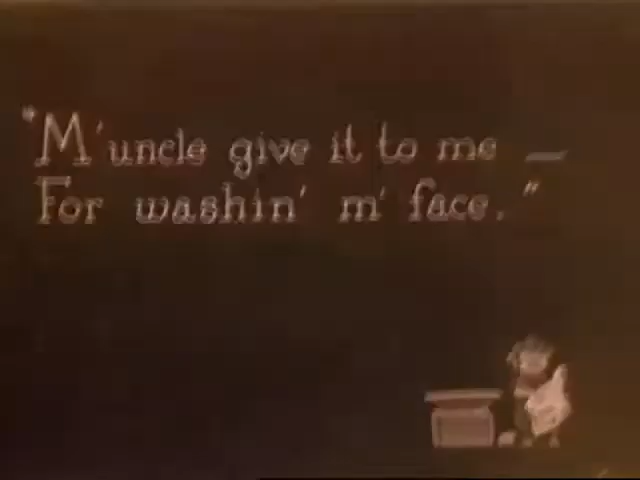 "M'uncle give it to me —
For washin' m' face."